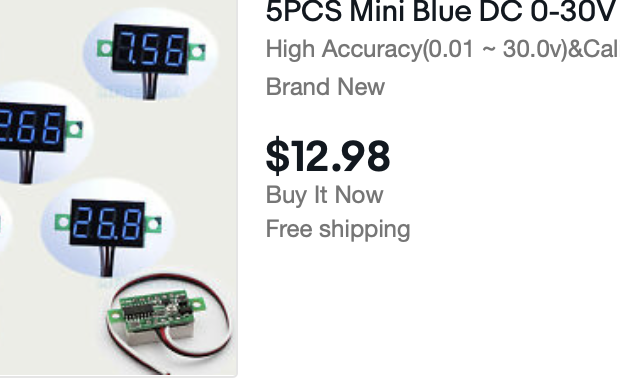 5PCS Mini Blue DC 0-30V
High Accuracy(0.01 ~ 30.0v)&Cal
Brand New
$12.98
Buy It Now
Free shipping
7.56
2.66
26.8